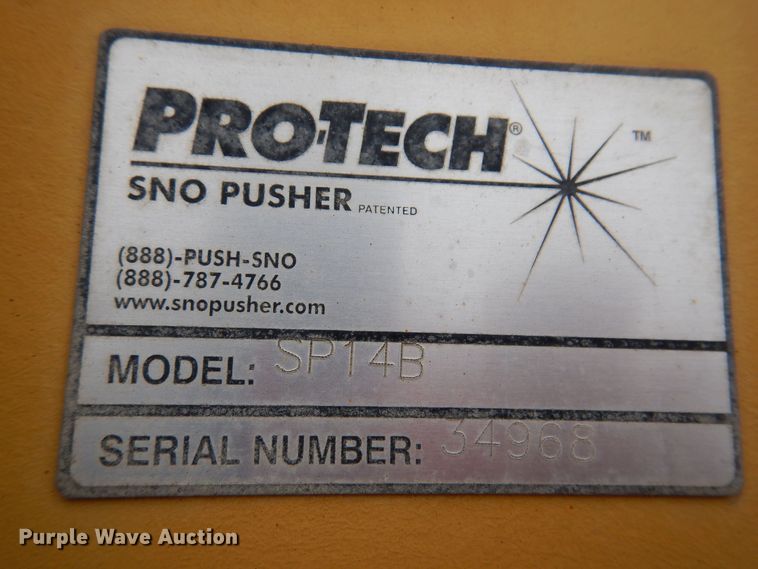 PRO-TECH® ™
SNO PUSHER PATENTED
(888)-PUSH-SNO
(888)-787-4766
www.snopusher.com
MODEL: SP14B
SERIAL NUMBER: 34968
Purple Wave Auction